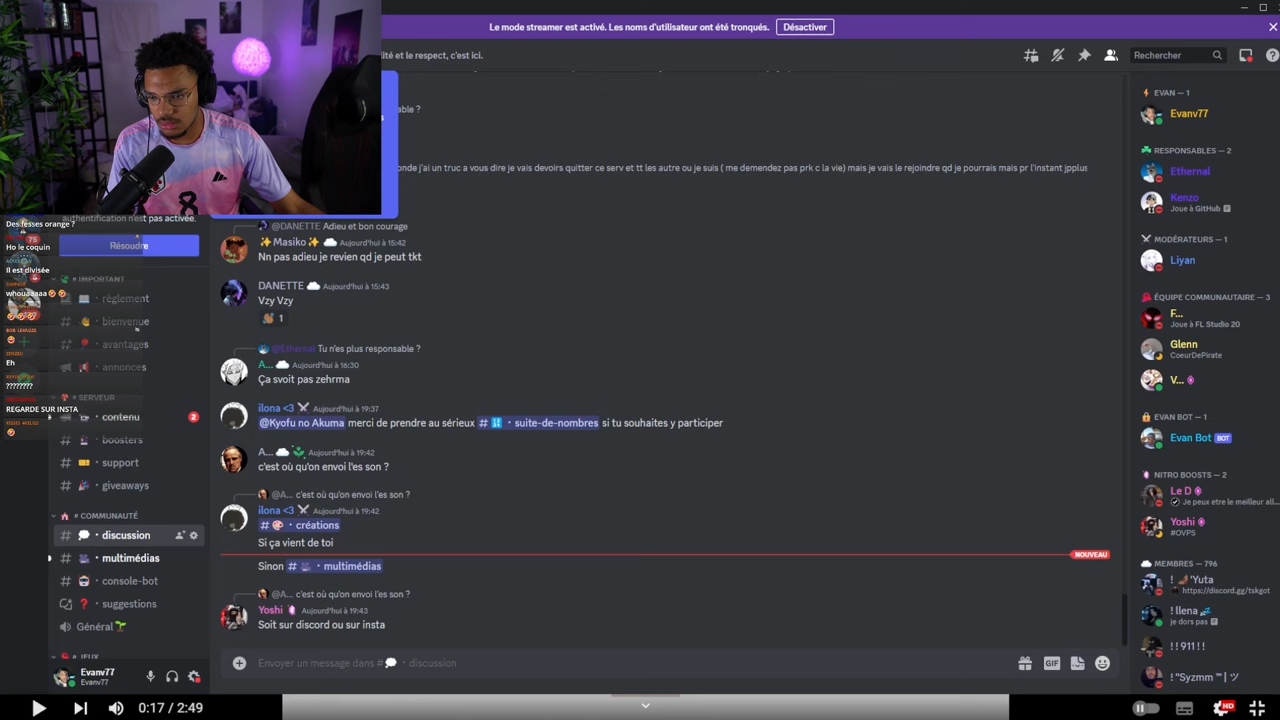 Le mode streamer est activé. Les noms d'utilisateur ont été tronqués.
Désactiver
lité et le respect, c'est ici.
Rechercher
able ?
onde j'ai un truc a vous dire je vais devoirs quitter ce serv et tt les autre ou je suis ( me demendez pas prk c la vie) mais je vais le rejoindre qd je pourrais mais pr l'instant jpplus
authentification n'est pas activée.
Résoudre
Des fesses orange ?
75
Ho le coquin
Il est divisée
whouaaaaa
BOB LENNZES
Eh
????????
REGARDE SUR INSTA
# IMPORTANT
règlement
bienvenue
avantages
annonces
# SERVEUR
contenu
2
boosters
support
giveaways
# COMMUNAUTÉ
discussion
multimédias
console-bot
suggestions
Général
# JEUX
Evanv77
Evanv77
@DANETTE Adieu et bon courage
Masiko Aujourd'hui à 15:42
Nn pas adieu je revien qd je peut tkt
DANETTE Aujourd'hui à 15:43
Vzy Vzy
1
@Ethernal Tu n'es plus responsable ?
A... Aujourd'hui à 16:30
Ça svoit pas zehrma
ilona <3 Aujourd'hui à 19:37
@Kyofu no Akuma merci de prendre au sérieux # suite-de-nombres si tu souhaites y participer
A... Aujourd'hui à 19:42
c'est où qu'on envoi l'es son ?
@A... c'est où qu'on envoi l'es son ?
ilona <3 Aujourd'hui à 19:42
# créations
Si ça vient de toi
NOUVEAU
Sinon # multimédias
@A... c'est où qu'on envoi l'es son ?
Yoshi Aujourd'hui à 19:43
Soit sur discord ou sur insta
Envoyer un message dans # discussion
GIF
EVAN — 1
Evanv77
RESPONSABLES — 2
Ethernal
Kenzo
Joue à GitHub
MODÉRATEURS — 1
Liyan
ÉQUIPE COMMUNAUTAIRE — 3
F...
Joue à FL Studio 20
Glenn
CoeurDePirate
V...
EVAN BOT — 1
Evan Bot BOT
NITRO BOOSTS — 2
Le D
Je peux etre le meilleur all...
Yoshi
#OVPS
MEMBRES — 796
! 'Yuta
https://discord.gg/tskgot
! llena
je dors pas
! ! 911 ! !
! "Syzmm "" | ツ
0:17 / 2:49
HD
8